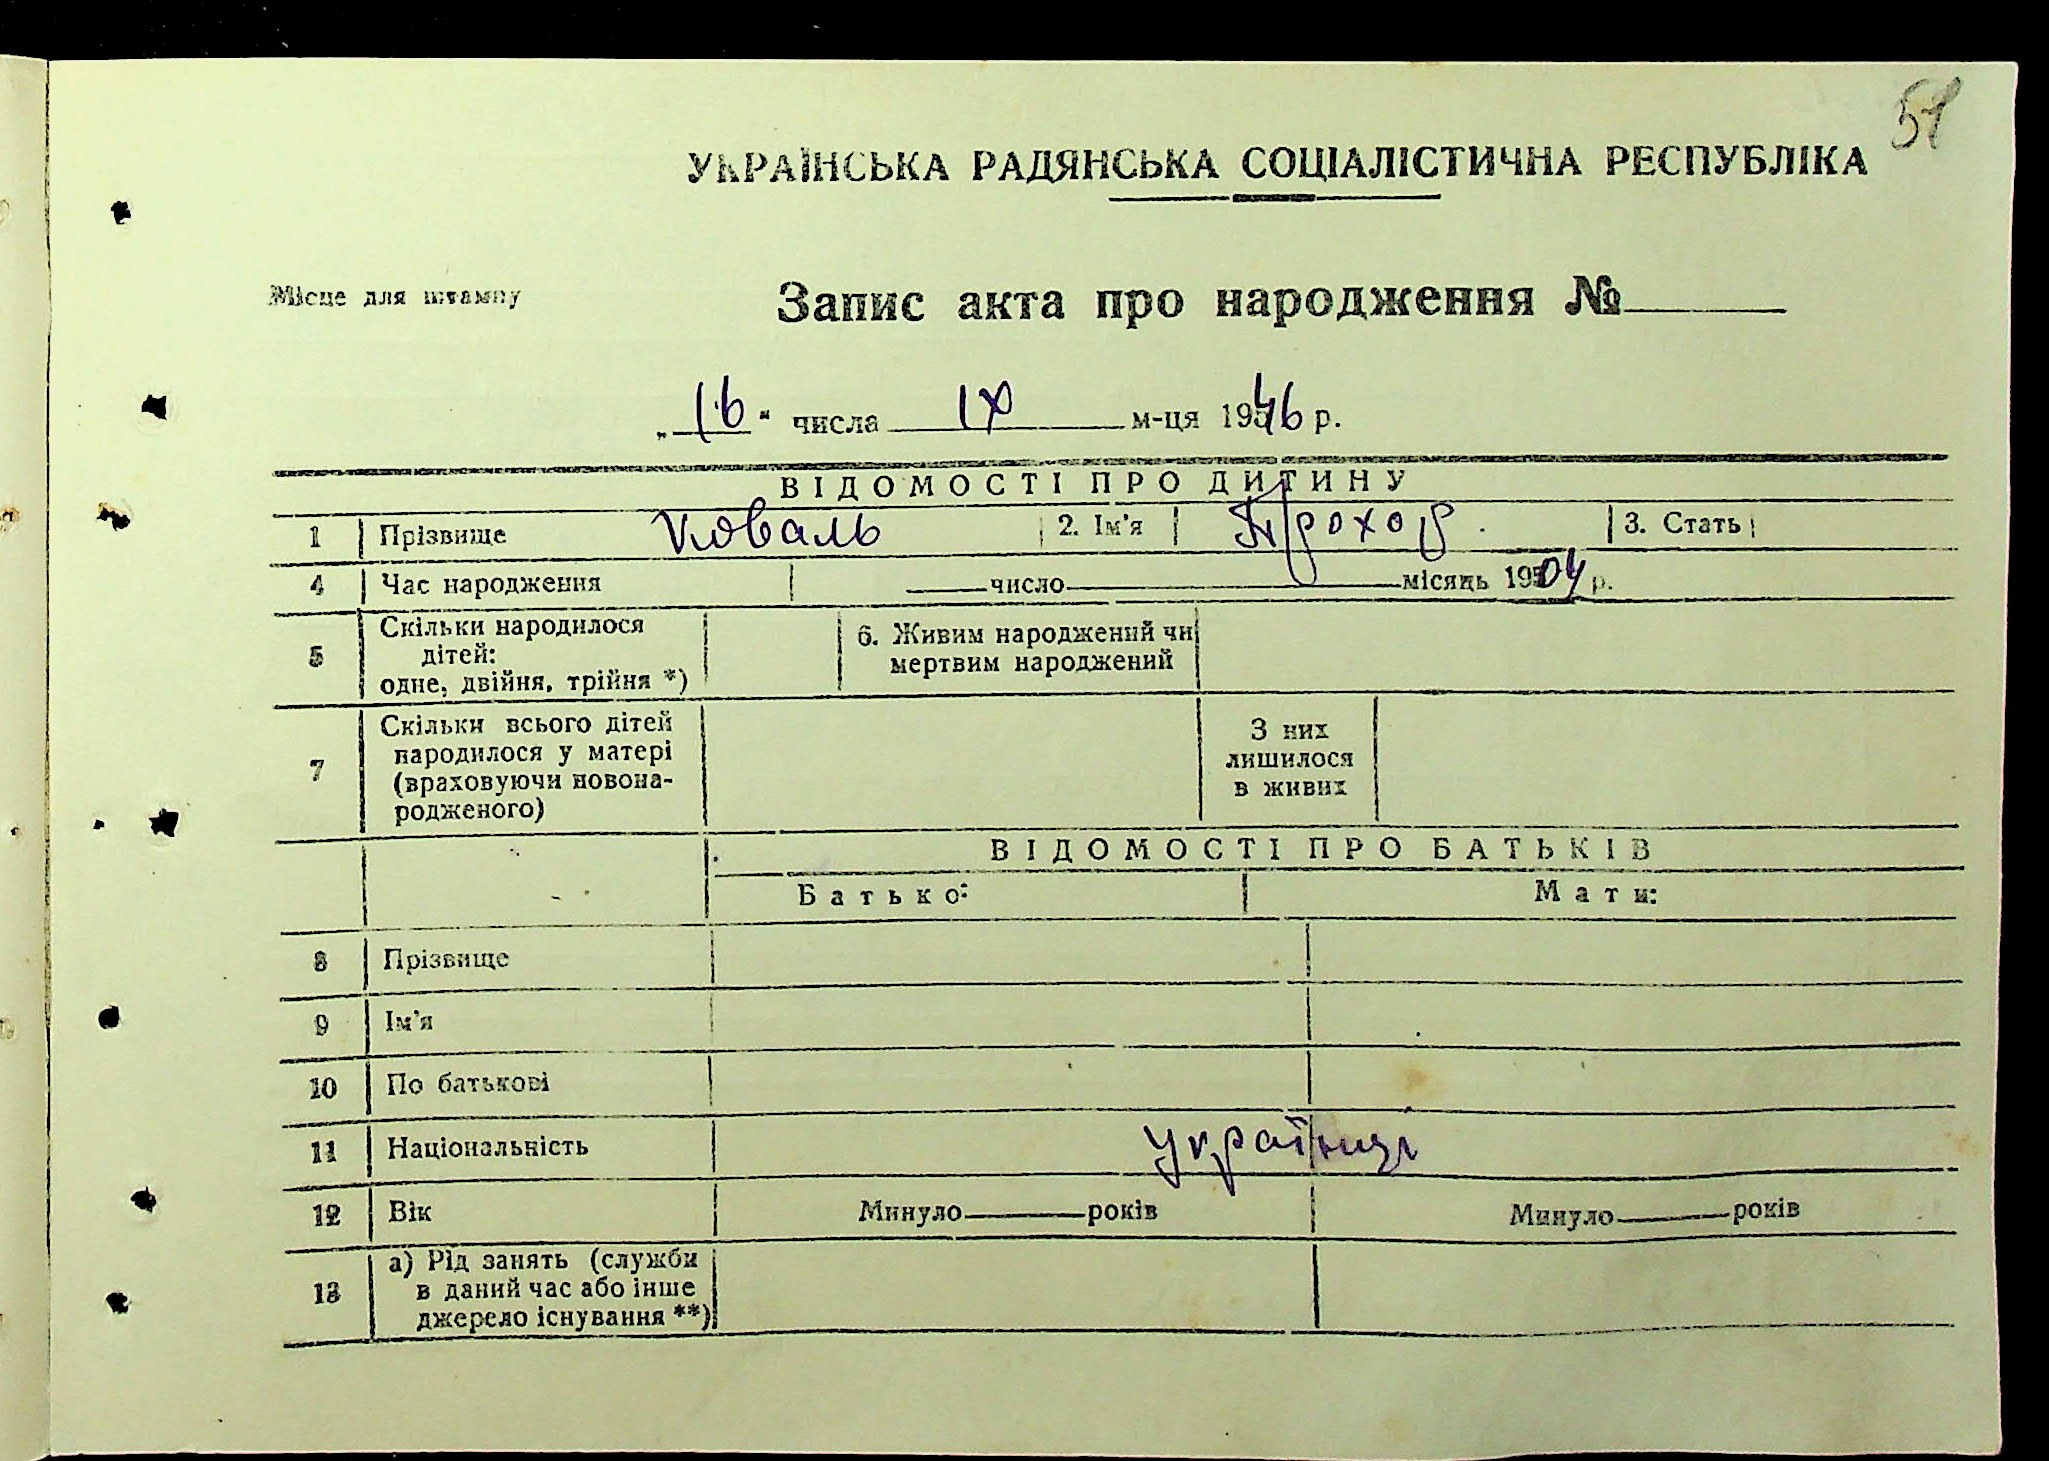 51
УКРАЇНСЬКА РАДЯНСЬКА СОЦІАЛІСТИЧНА РЕСПУБЛІКА
Місце для штампу
Запис акта про народження №
„16“ числа IX м-ця 1946 р.
ВІДОМОСТІ ПРО ДИТИНУ
1 Прізвище Коваль 2. Ім'я Прохор. 3. Стать
4 Час народження число місяць 1904 р.
5 Скільки народилося дітей: одне, двійня, трійня *) 6. Живим народжений чи мертвим народжений
7 Скільки всього дітей народилося у матері (враховуючи новона-родженого) З них лишилося в живих
ВІДОМОСТІ ПРО БАТЬКІВ
Батько: Мати:
8 Прізвище
9 Ім'я
10 По батькові
11 Національність українці
12 Вік Минуло років Минуло років
13 а) Рід занять (служби в даний час або інше джерело існування **)